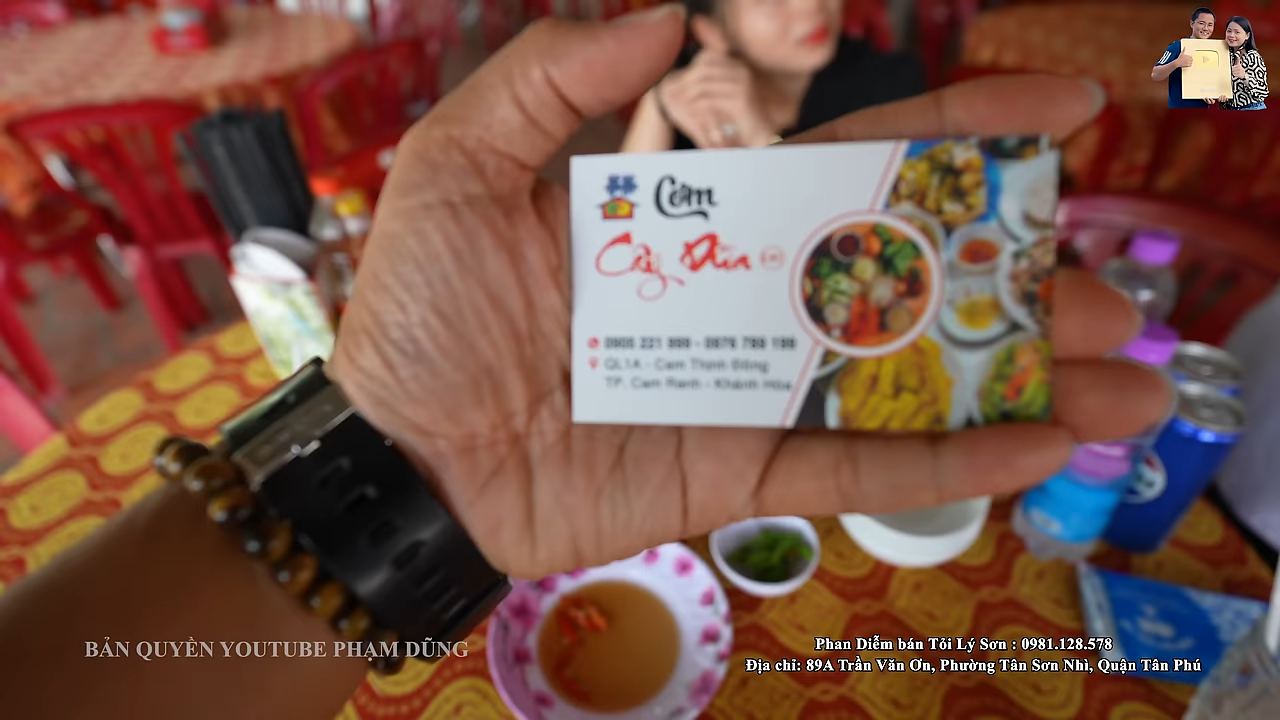 Cơm
Cây Dừa
0905 221 999 - 0976 799 199
QL1A - Cam Thịnh Đông
TP. Cam Ranh - Khánh Hòa
BẢN QUYỀN YOUTUBE PHẠM DŨNG
Phan Diễm bán Tỏi Lý Sơn : 0981.128.578
Địa chỉ: 89A Trần Văn Ơn, Phường Tân Sơn Nhì, Quận Tân Phú